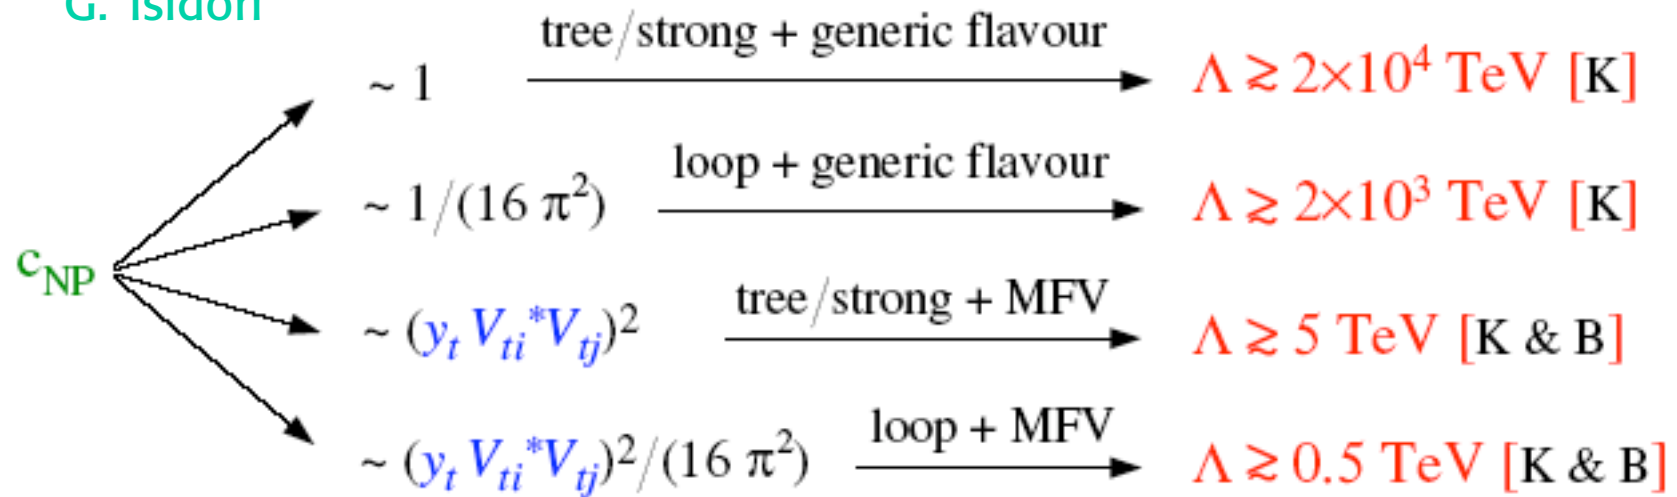 G. Isidori
tree/strong + generic flavour
~ 1 Λ ≳ 2×10⁴ TeV [K]
loop + generic flavour
~ 1/(16 π²) Λ ≳ 2×10³ TeV [K]
c_NP
tree/strong + MFV
~ (y_t V_ti*V_tj)² Λ ≳ 5 TeV [K & B]
loop + MFV
~ (y_t V_ti*V_tj)²/(16 π²) Λ ≳ 0.5 TeV [K & B]